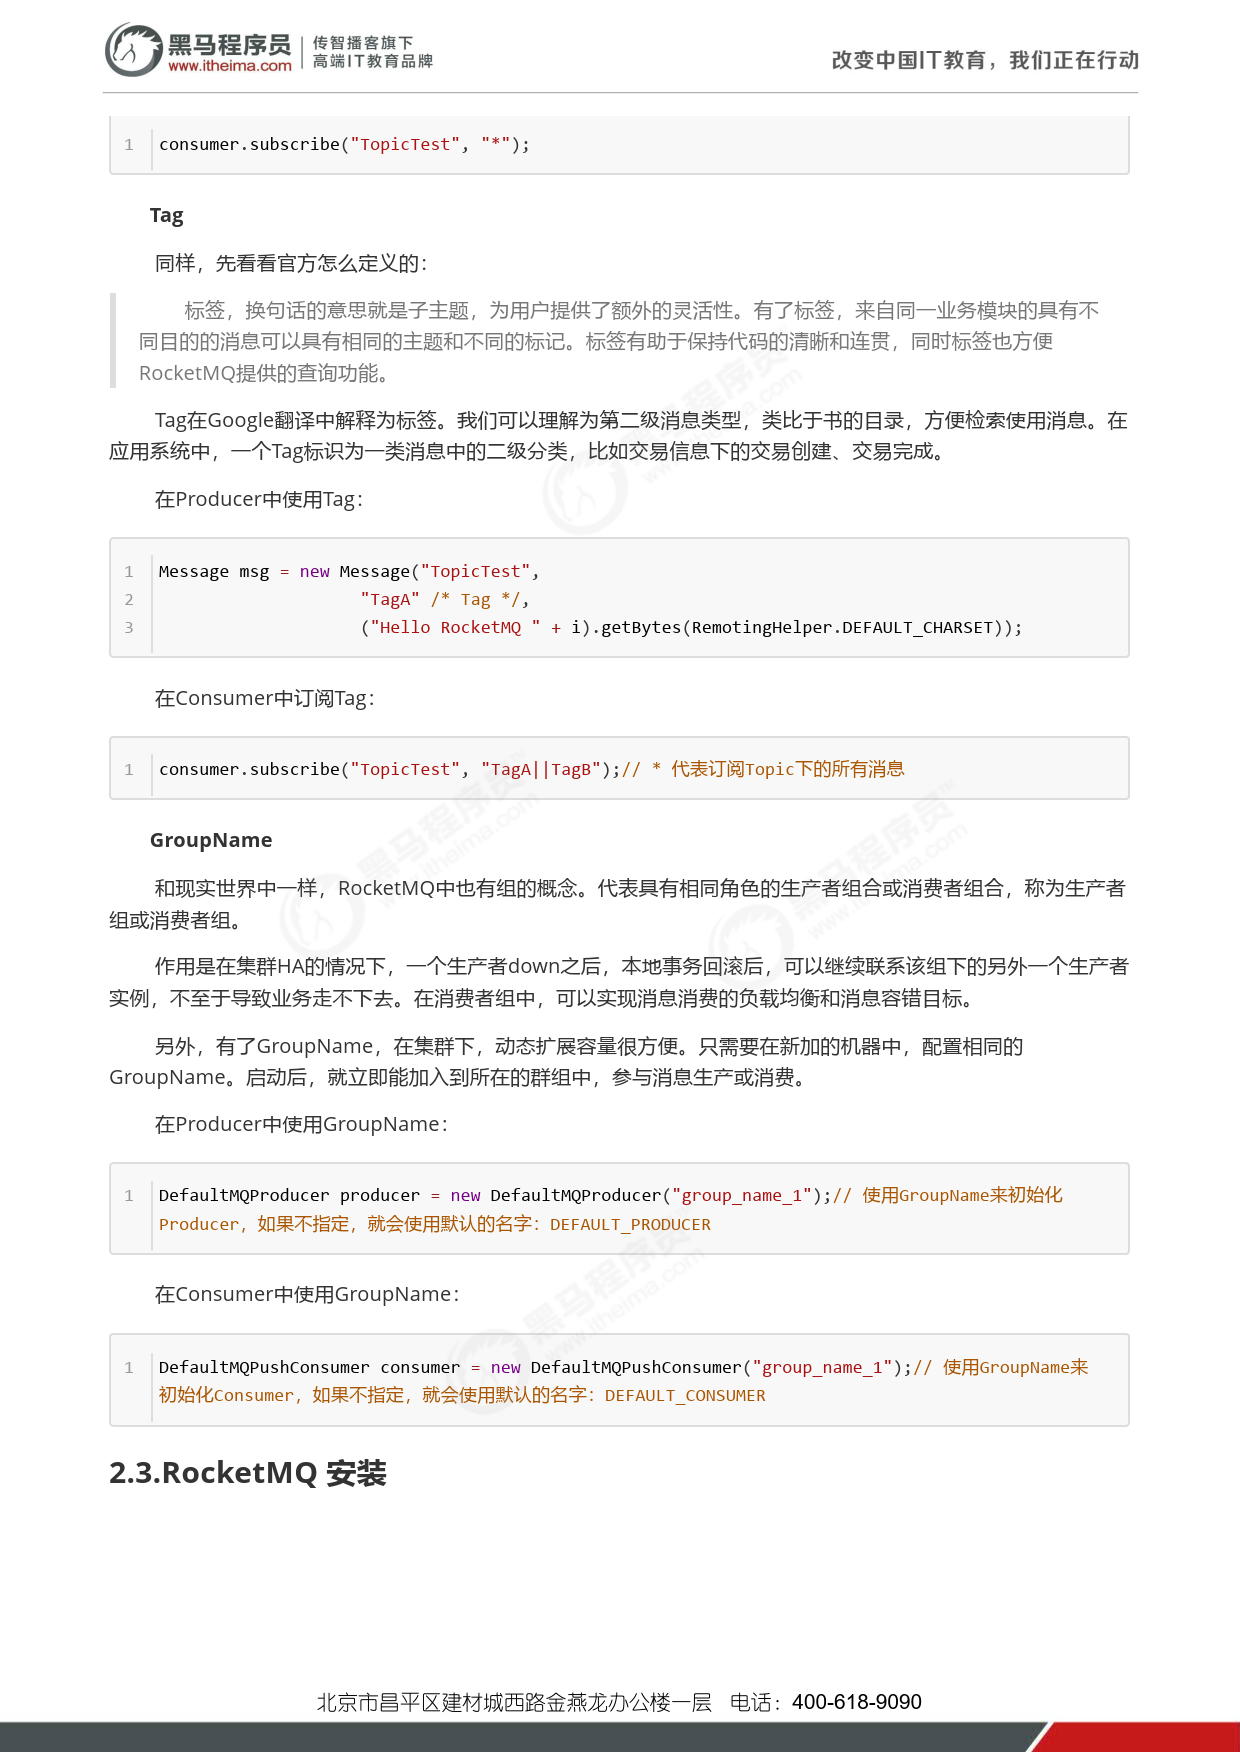 黑马程序员
www.itheima.com
传智播客旗下
高端IT教育品牌
改变中国IT教育，我们正在行动
1 consumer.subscribe("TopicTest", "*");
Tag
同样，先看看官方怎么定义的：
标签，换句话的意思就是子主题，为用户提供了额外的灵活性。有了标签，来自同一业务模块的具有不
同目的的消息可以具有相同的主题和不同的标记。标签有助于保持代码的清晰和连贯，同时标签也方便
RocketMQ提供的查询功能。
Tag在Google翻译中解释为标签。我们可以理解为第二级消息类型，类比于书的目录，方便检索使用消息。在
应用系统中，一个Tag标识为一类消息中的二级分类，比如交易信息下的交易创建、交易完成。
在Producer中使用Tag：
1 Message msg = new Message("TopicTest",
2 "TagA" /* Tag */,
3 ("Hello RocketMQ " + i).getBytes(RemotingHelper.DEFAULT_CHARSET));
在Consumer中订阅Tag：
1 consumer.subscribe("TopicTest", "TagA||TagB");// * 代表订阅Topic下的所有消息
GroupName
和现实世界中一样，RocketMQ中也有组的概念。代表具有相同角色的生产者组合或消费者组合，称为生产者
组或消费者组。
作用是在集群HA的情况下，一个生产者down之后，本地事务回滚后，可以继续联系该组下的另外一个生产者
实例，不至于导致业务走不下去。在消费者组中，可以实现消息消费的负载均衡和消息容错目标。
另外，有了GroupName，在集群下，动态扩展容量很方便。只需要在新加的机器中，配置相同的
GroupName。启动后，就立即能加入到所在的群组中，参与消息生产或消费。
在Producer中使用GroupName：
1 DefaultMQProducer producer = new DefaultMQProducer("group_name_1");// 使用GroupName来初始化
Producer，如果不指定，就会使用默认的名字：DEFAULT_PRODUCER
在Consumer中使用GroupName：
1 DefaultMQPushConsumer consumer = new DefaultMQPushConsumer("group_name_1");// 使用GroupName来
初始化Consumer，如果不指定，就会使用默认的名字：DEFAULT_CONSUMER
2.3.RocketMQ 安装
北京市昌平区建材城西路金燕龙办公楼一层 电话：400-618-9090